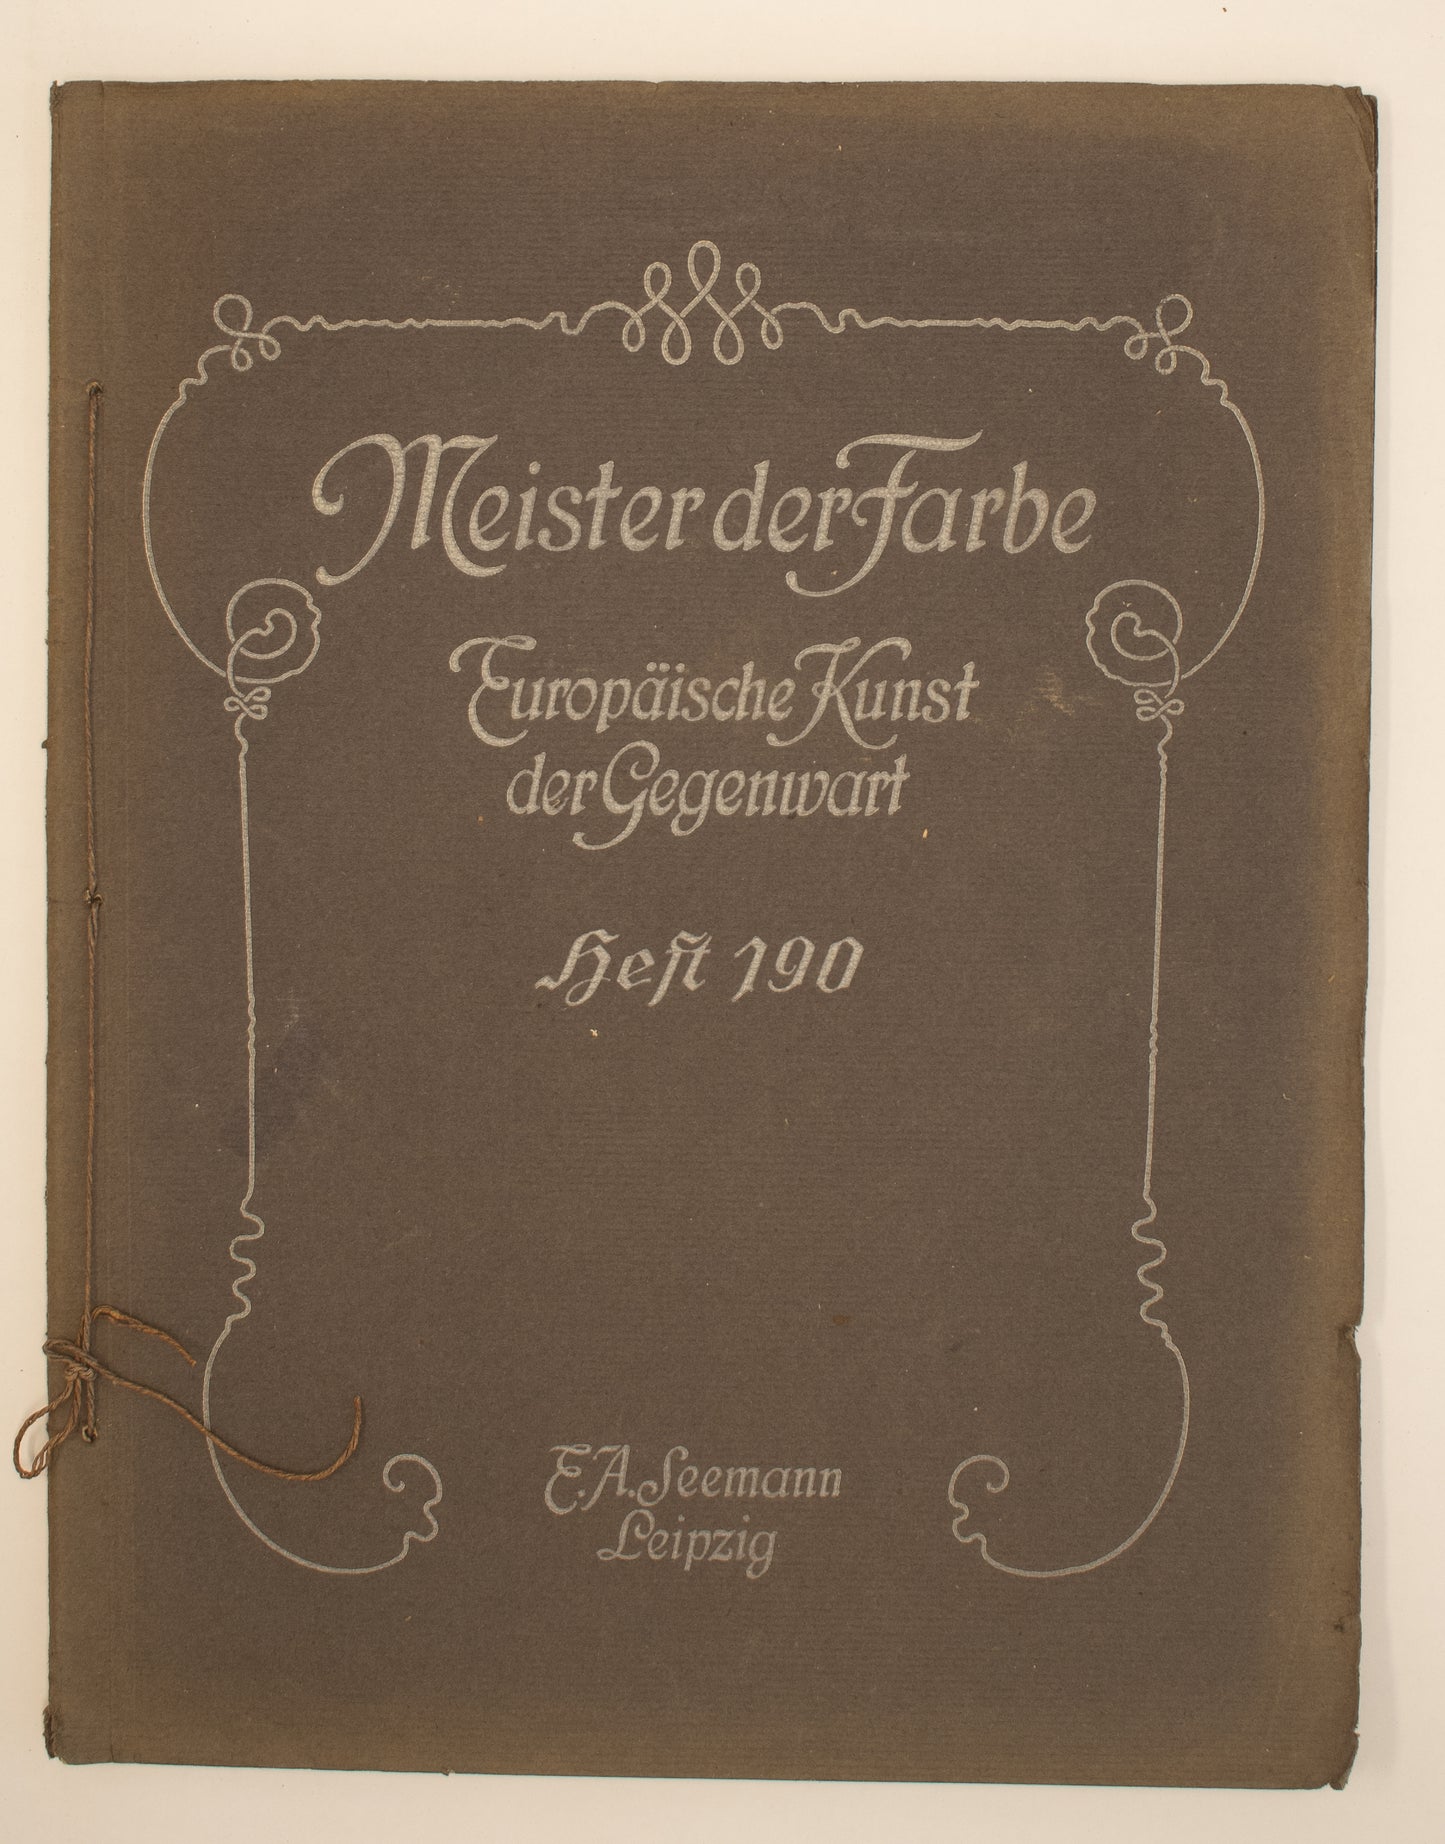 Meister der Farbe
Europäische Kunst
der Gegenwart
Heft 190
E. A. Seemann
Leipzig